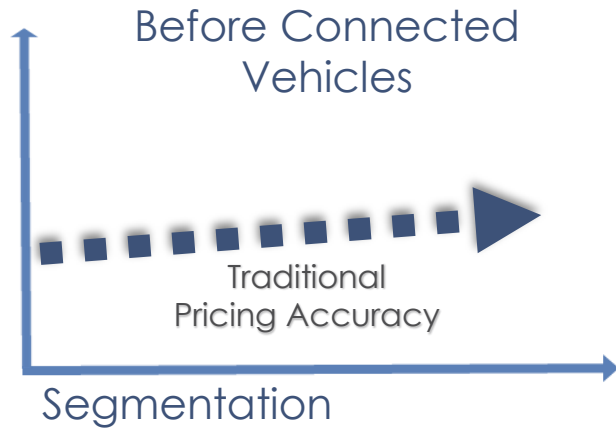 Before Connected
Vehicles
Traditional
Pricing Accuracy
Segmentation